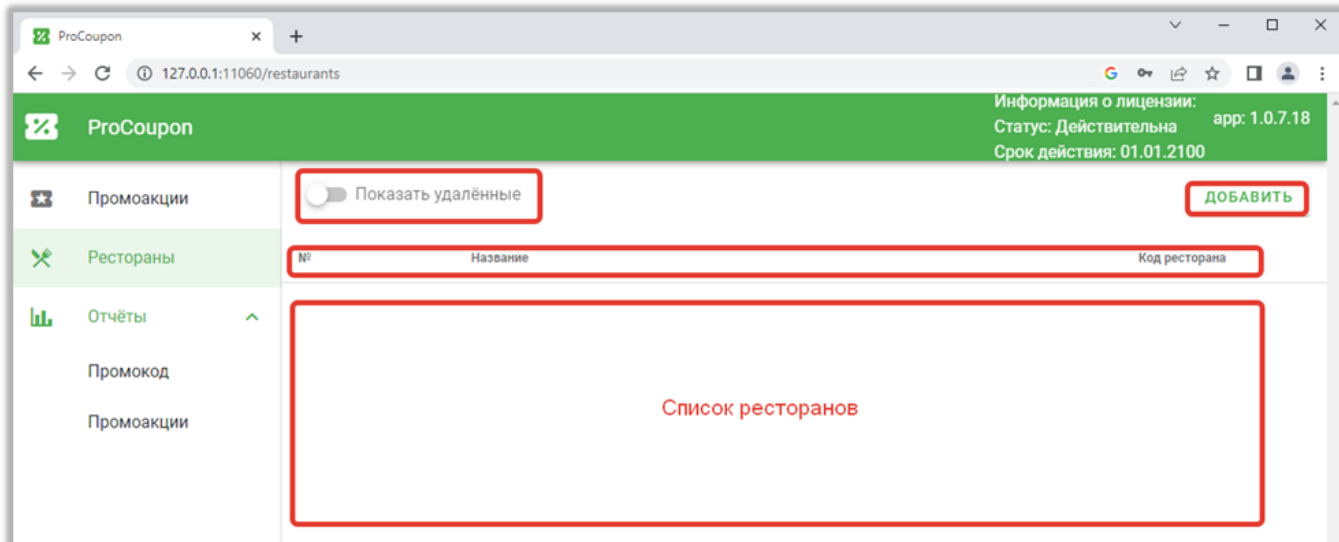 ProCoupon
127.0.0.1:11060/restaurants
ProCoupon
Информация о лицензии:
Статус: Действительна
Срок действия: 01.01.2100
app: 1.0.7.18
Промоакции
Рестораны
Отчёты
Промокод
Промоакции
Показать удалённые
ДОБАВИТЬ
№ Название Код ресторана
Список ресторанов